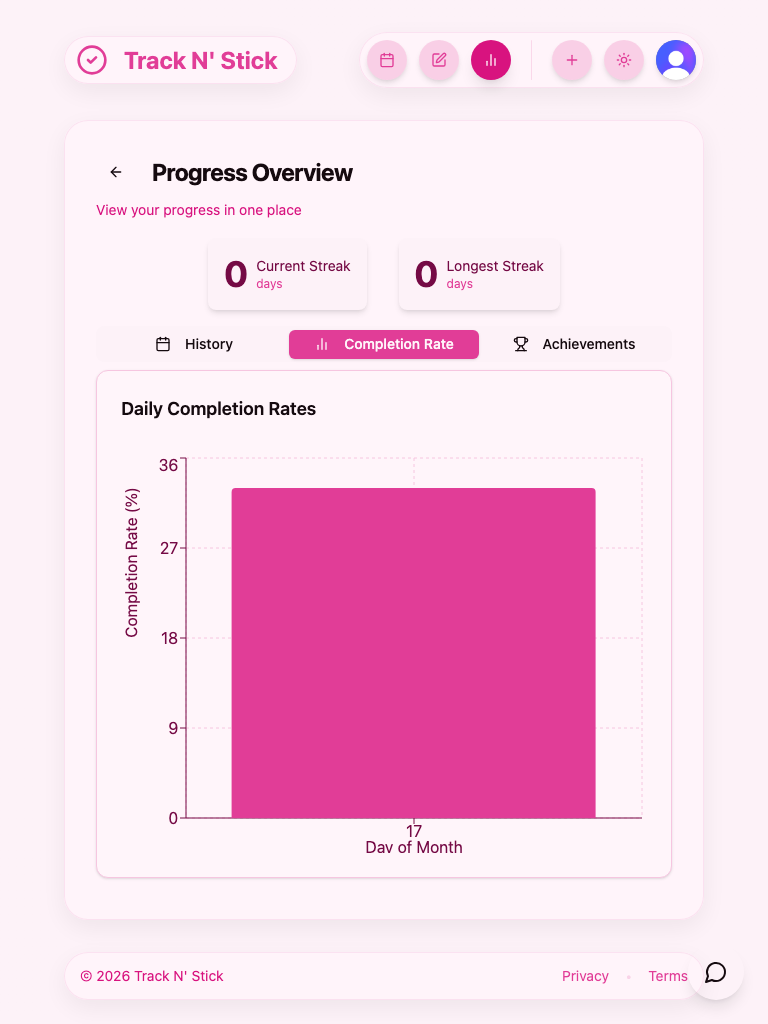 Track N' Stick
Progress Overview
View your progress in one place
0 Current Streak
days
0 Longest Streak
days
History
Completion Rate
Achievements
Daily Completion Rates
Completion Rate (%)
36
27
18
9
0
17
Day of Month
© 2026 Track N' Stick
Privacy • Terms